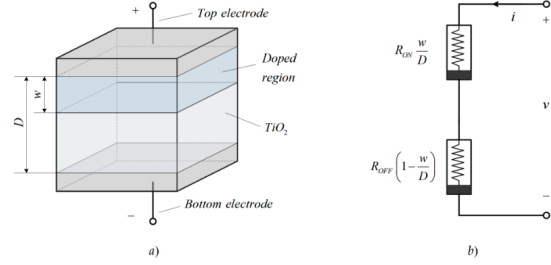 +
Top electrode
Doped
region
w
D
TiO₂
−
Bottom electrode
a)
i
+
R_ON w/D
v
R_OFF (1 − w/D)
−
b)